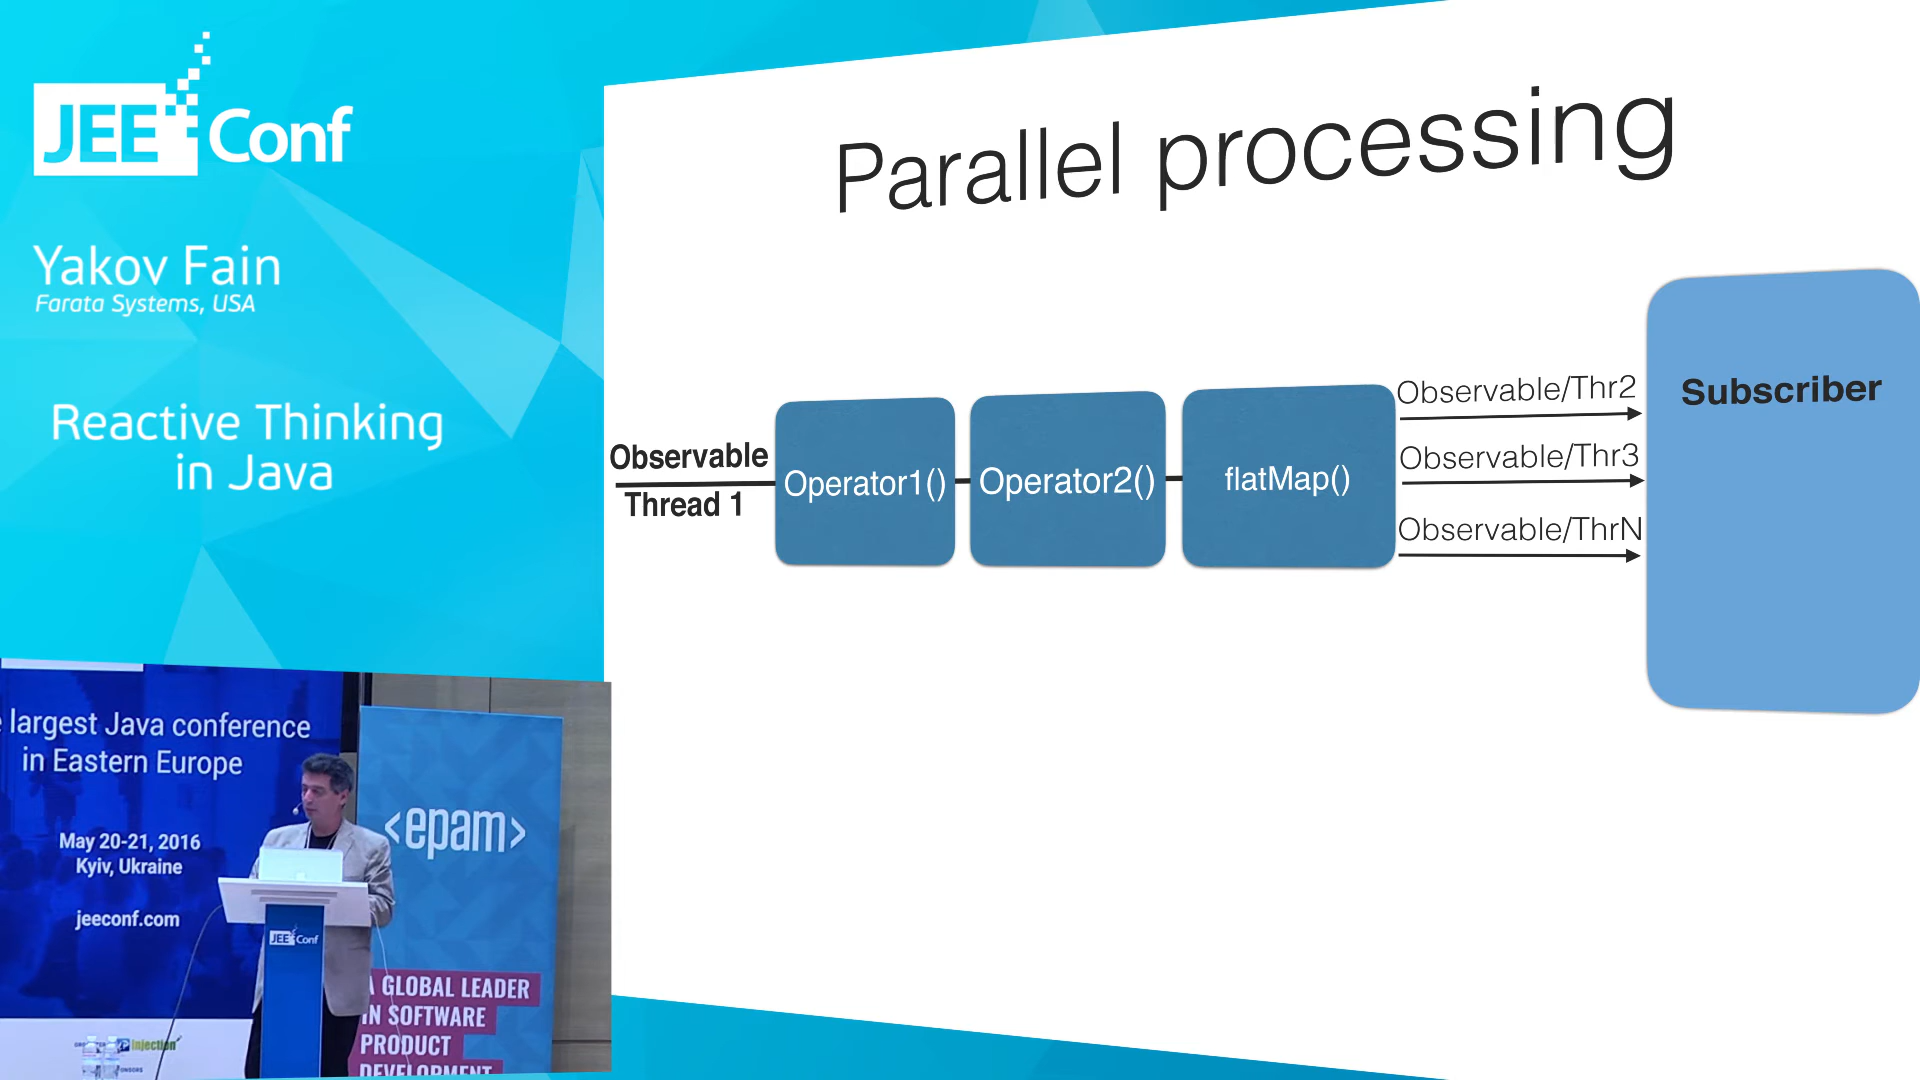 JEE Conf
Yakov Fain
Farata Systems, USA
Reactive Thinking
in Java
Parallel processing
Observable
Thread 1
Operator1()
Operator2()
flatMap()
Observable/Thr2
Observable/Thr3
Observable/ThrN
Subscriber
largest Java conference
in Eastern Europe
May 20-21, 2016
Kyiv, Ukraine
jeeconf.com
JEE Conf
<epam>
A GLOBAL LEADER
IN SOFTWARE
PRODUCT
DEVELOPMENT
Injection